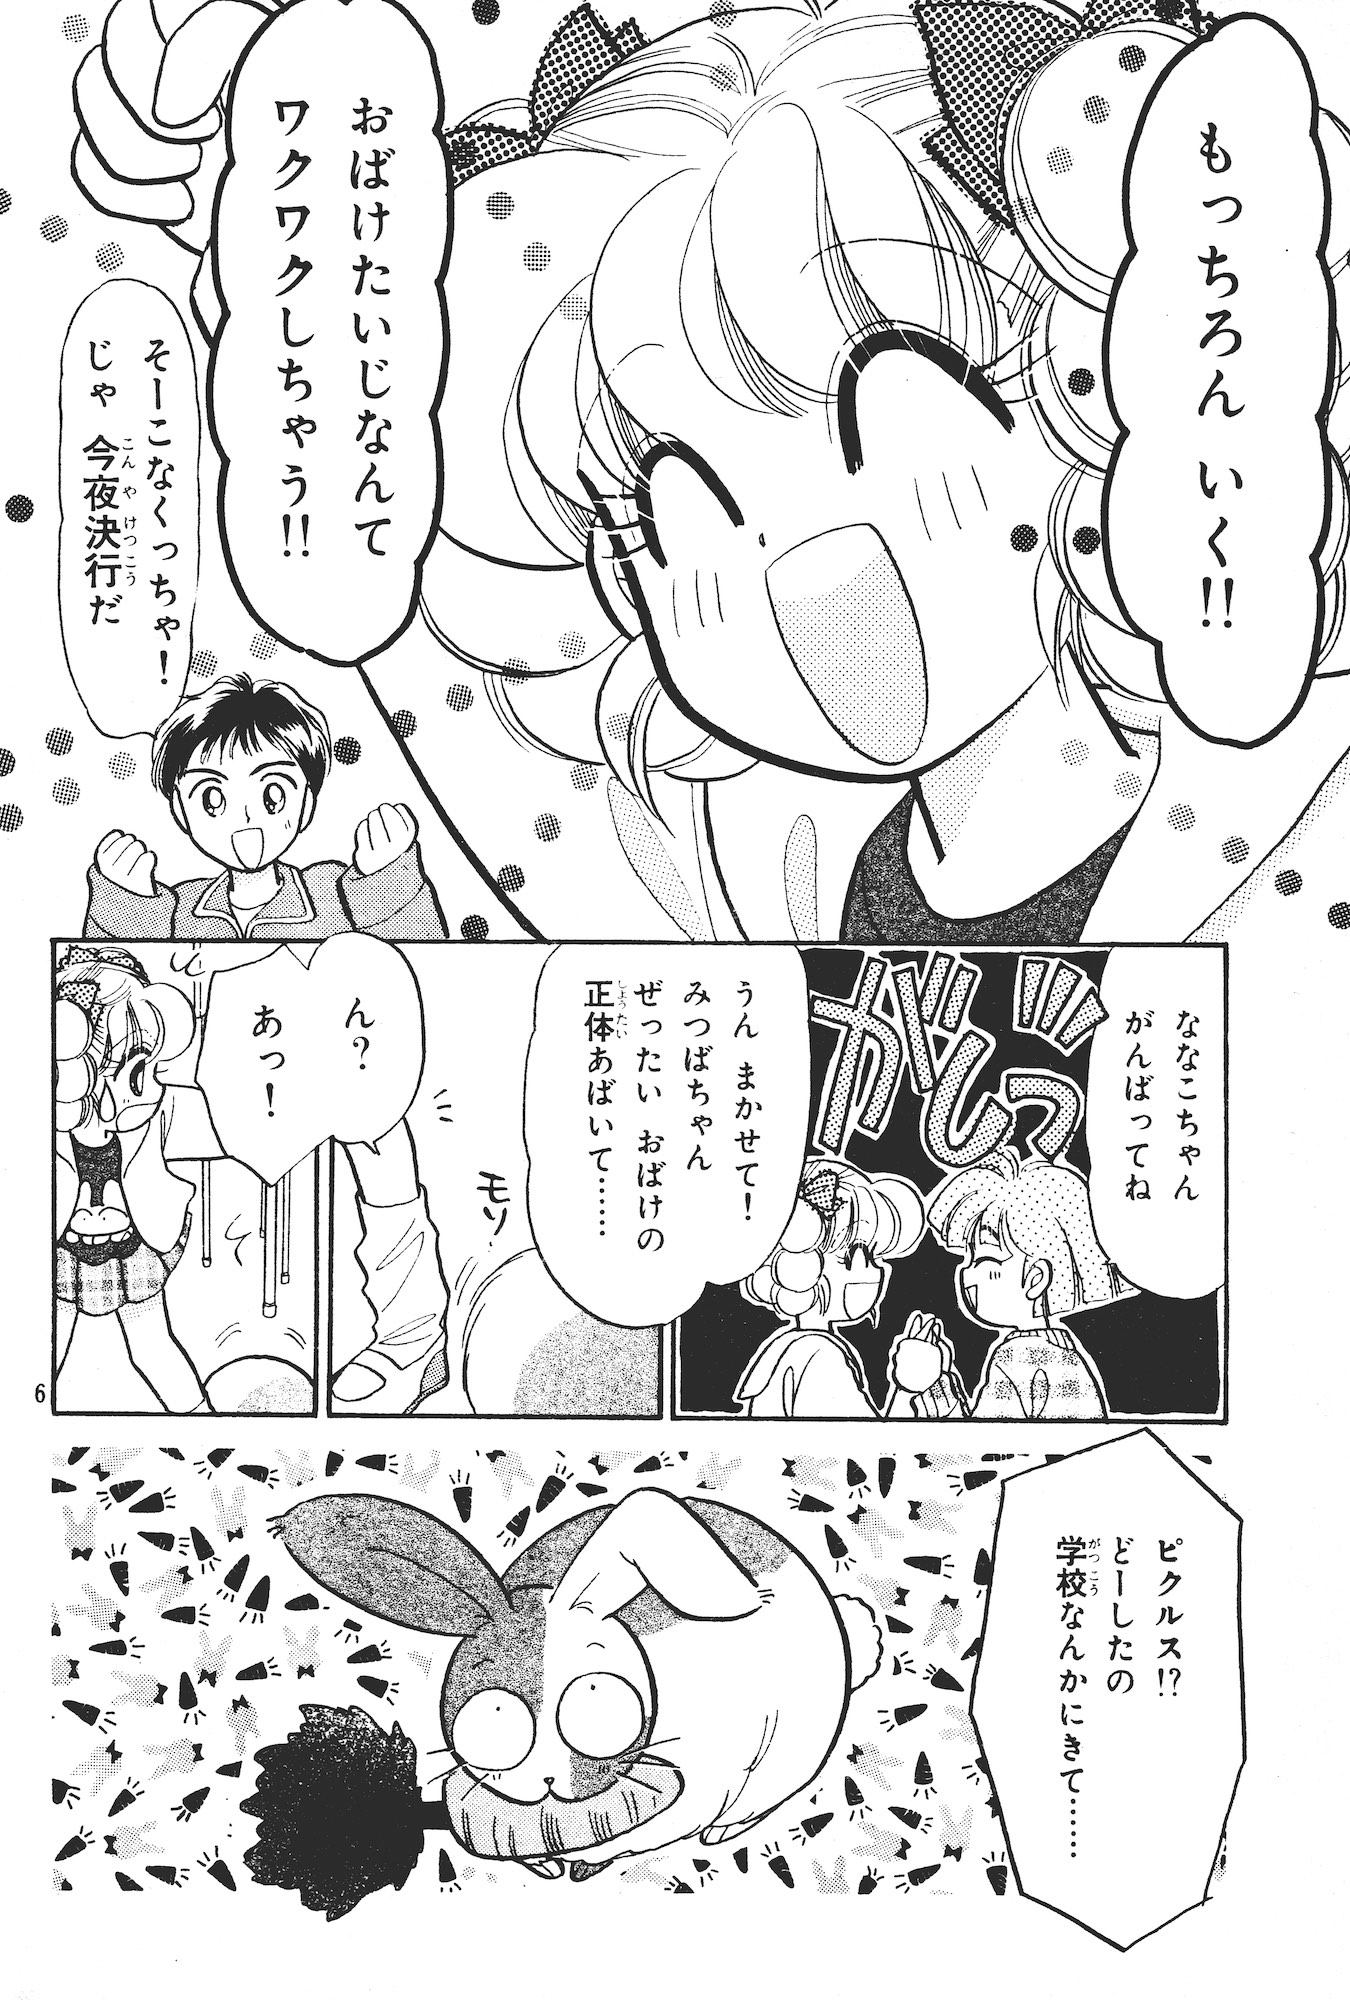 もっちろん いく!!
おばけたいじなんて
ワクワクしちゃう!!
そーこなくっちゃ!
じゃ 今夜決行だ
こんやけっこう
ななこちゃん
がんばってね
がしっ
うん まかせて!
みつばちゃん
ぜったい おばけの
正体あばいて……
しょうたい
モソ
ん?
あっ!
6
ピクルス!?
どーしたの
学校なんかにきて……
がっこう